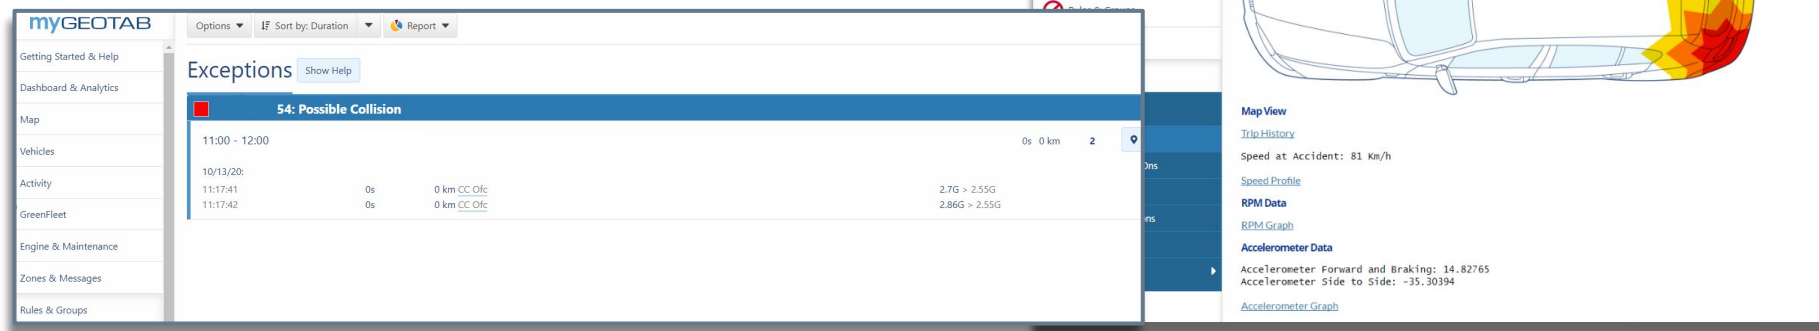 myGEOTAB
Getting Started & Help
Dashboard & Analytics
Map
Vehicles
Activity
GreenFleet
Engine & Maintenance
Zones & Messages
Rules & Groups
Options Sort by: Duration Report
Exceptions Show Help
54: Possible Collision
11:00 - 12:00 0s 0 km 2
10/13/20:
11:17:41 0s 0 km CC Ofc 2.7G > 2.55G
11:17:42 0s 0 km CC Ofc 2.86G > 2.55G
Map View
Trip History
Speed at Accident: 81 Km/h
Speed Profile
RPM Data
RPM Graph
Accelerometer Data
Accelerometer Forward and Braking: 14.82765
Accelerometer Side to Side: -35.30394
Accelerometer Graph